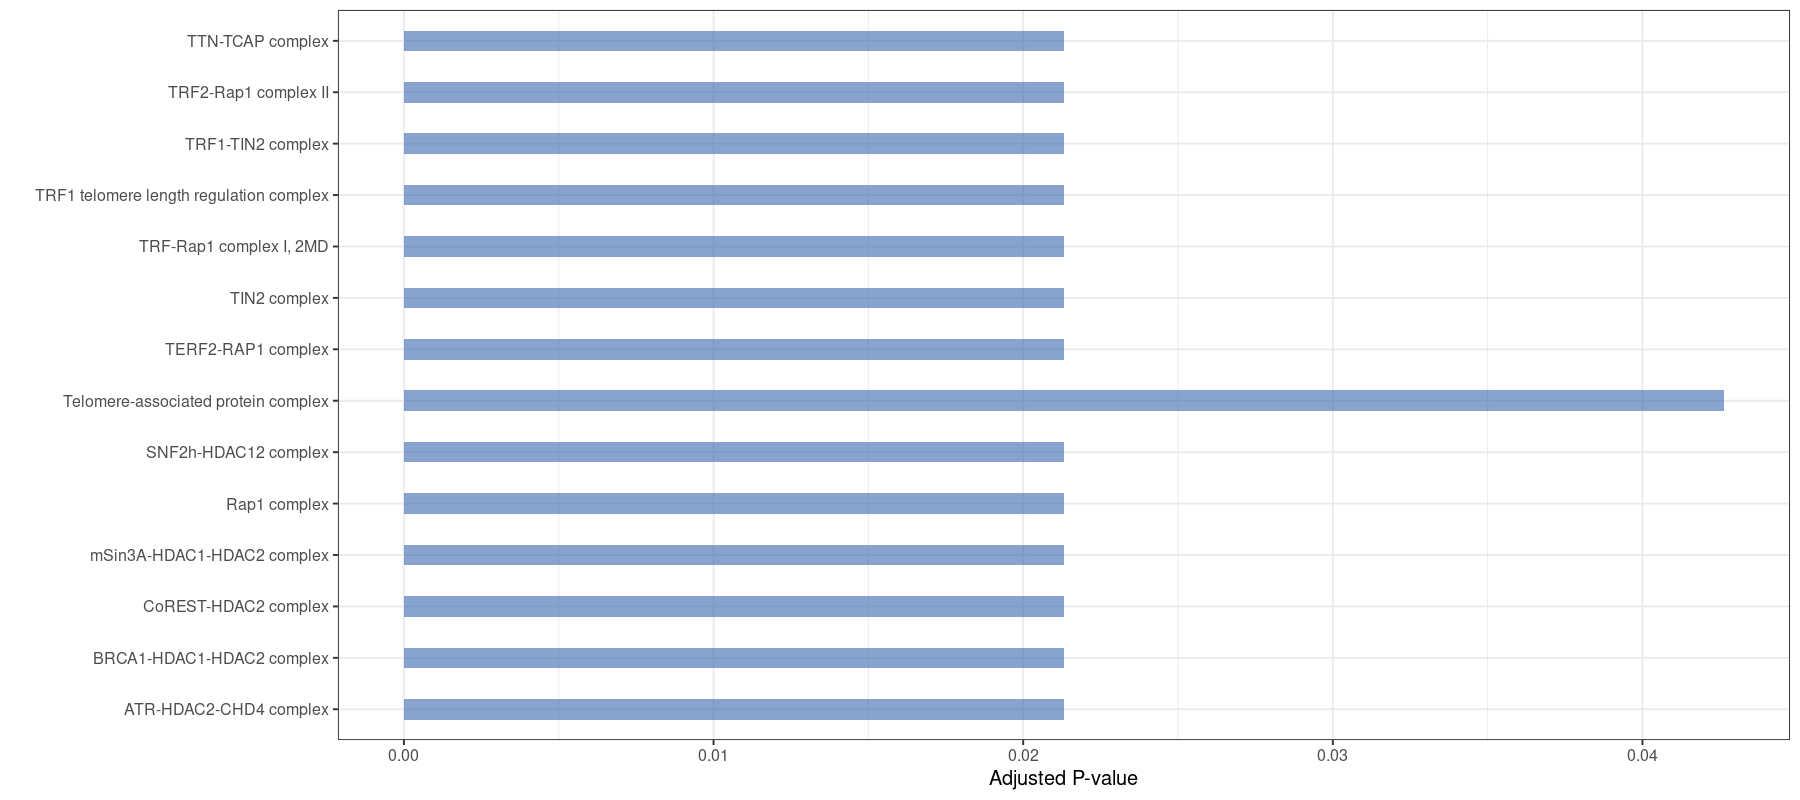 TTN-TCAP complex
TRF2-Rap1 complex II
TRF1-TIN2 complex
TRF1 telomere length regulation complex
TRF-Rap1 complex I, 2MD
TIN2 complex
TERF2-RAP1 complex
Telomere-associated protein complex
SNF2h-HDAC12 complex
Rap1 complex
mSin3A-HDAC1-HDAC2 complex
CoREST-HDAC2 complex
BRCA1-HDAC1-HDAC2 complex
ATR-HDAC2-CHD4 complex
0.00 0.01 0.02 0.03 0.04
Adjusted P-value